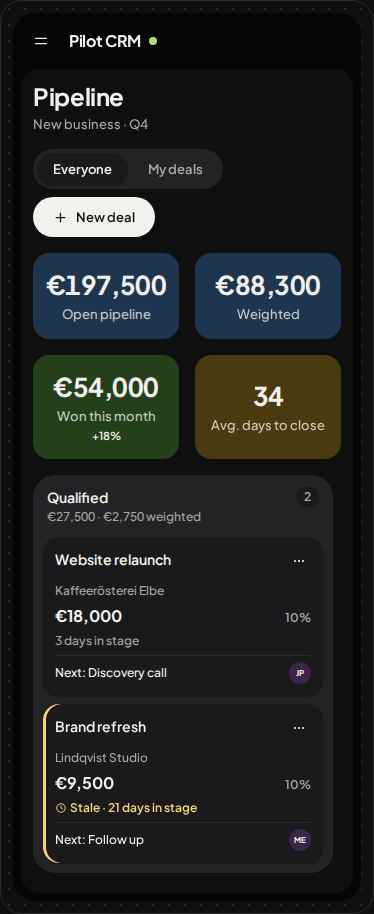 Pilot CRM
Pipeline
New business · Q4
Everyone My deals
+ New deal
€197,500
Open pipeline
€88,300
Weighted
€54,000
Won this month
+18%
34
Avg. days to close
Qualified 2
€27,500 · €2,750 weighted
Website relaunch ...
Kaffeerösterei Elbe
€18,000 10%
3 days in stage
Next: Discovery call JP
Brand refresh ...
Lindqvist Studio
€9,500 10%
Stale · 21 days in stage
Next: Follow up ME